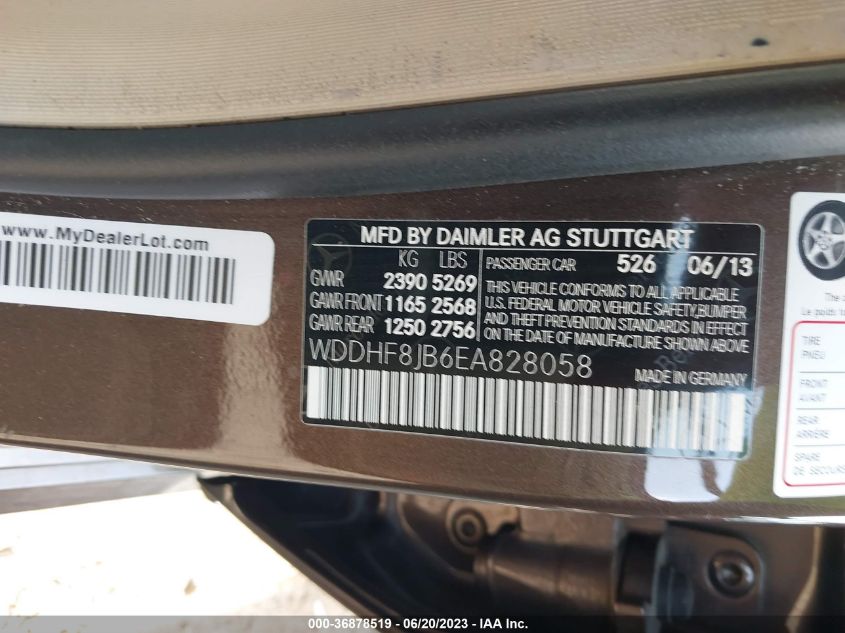 www.MyDealerLot.com
MFD BY DAIMLER AG STUTTGART
KG LBS
GVWR 2390 5269
GAWR FRONT 1165 2568
GAWR REAR 1250 2756
PASSENGER CAR 526 06/13
THIS VEHICLE CONFORMS TO ALL APPLICABLE
U.S. FEDERAL MOTOR VEHICLE SAFETY, BUMPER
AND THEFT PREVENTION STANDARDS IN EFFECT
ON THE DATE OF MANUFACTURE SHOWN ABOVE
WDDHF8JB6EA828058
MADE IN GERMANY
The
Le poids
TIRE
PNEU
FRONT
AVANT
REAR
ARRIERE
SPARE
DE SECOURS
000-36878519 - 06/20/2023 - IAA Inc.